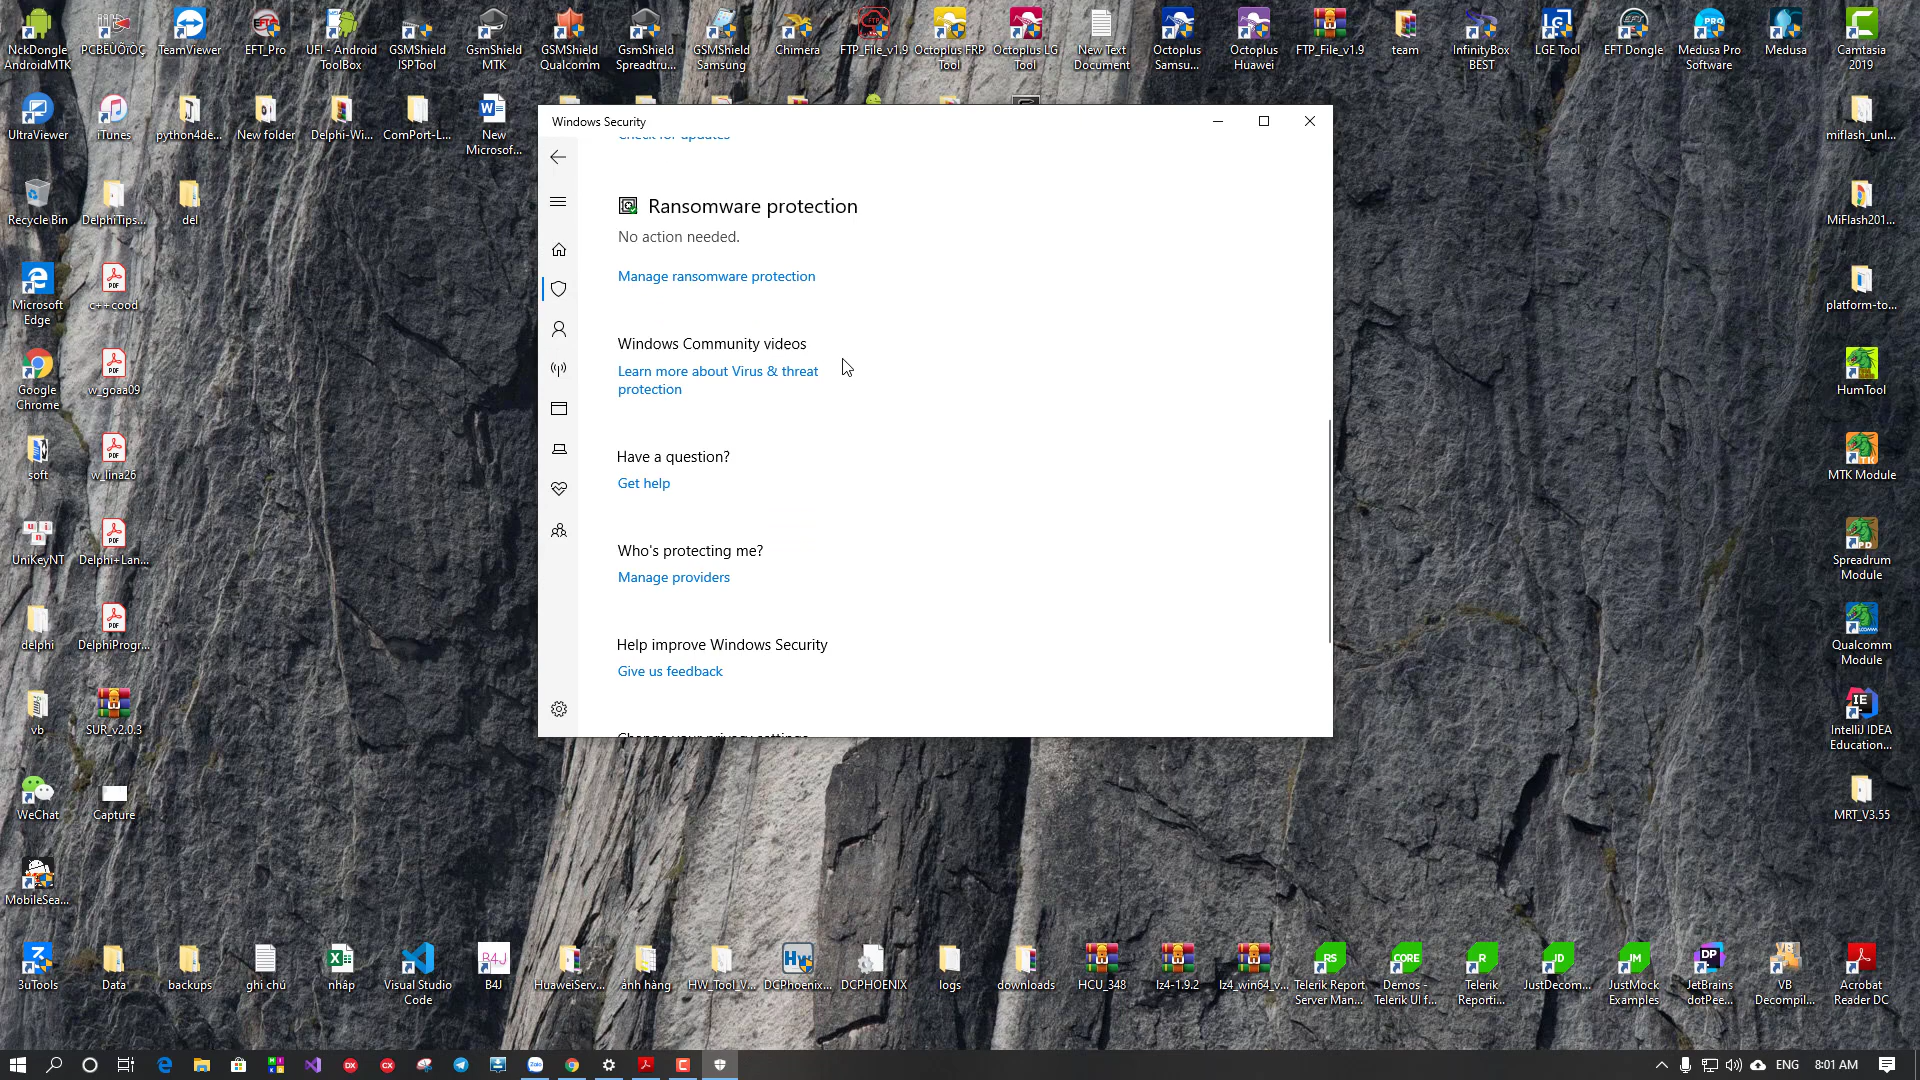 NckDongle
AndroidMTK
PCBEÜÕïÒÇ
TeamViewer
EFT_Pro
UFI - Android
ToolBox
GSMShield
ISPTool
GsmShield
MTK
GSMShield
Qualcomm
GsmShield
Spreadtru...
GSMShield
Samsung
Chimera
FTP_File_v1.9
Octoplus FRP
Tool
Octoplus LG
Tool
New Text
Document
Octoplus
Samsu...
Octoplus
Huawei
FTP_File_v1.9
team
InfinityBox
BEST
LGE Tool
EFT Dongle
Medusa Pro
Software
Medusa
Camtasia
2019
UltraViewer
iTunes
python4de...
New folder
Delphi-Wi...
ComPort-L...
New
Microsof...
miflash_unl...
Recycle Bin
DelphiTips...
del
MiFlash201...
Microsoft
Edge
c++cood
platform-to...
Google
Chrome
w_goaa09
HumTool
soft
w_lina26
MTK Module
UniKeyNT
Delphi+Lan...
Spreadrum
Module
delphi
DelphiProgr...
Qualcomm
Module
vb
SUR_v2.0.3
IntelliJ IDEA
Education...
WeChat
Capture
MRT_V3.55
MobileSea...
Windows Security
Check for updates
Ransomware protection
No action needed.
Manage ransomware protection
Windows Community videos
Learn more about Virus & threat
protection
Have a question?
Get help
Who's protecting me?
Manage providers
Help improve Windows Security
Give us feedback
Change your privacy settings
3uTools
Data
backups
ghi chú
nhâp
Visual Studio
Code
B4J
HuaweiServ...
ảnh hàng
HW_Tool_V...
DCPhoenix...
DCPHOENIX
logs
downloads
HCU_348
lz4-1.9.2
lz4_win64_v...
Telerik Report
Server Man...
Demos -
Telerik UI f...
Telerik
Reporti...
JustDecom...
JustMock
Examples
JetBrains
dotPee...
VB
Decompil...
Acrobat
Reader DC
ENG
8:01 AM